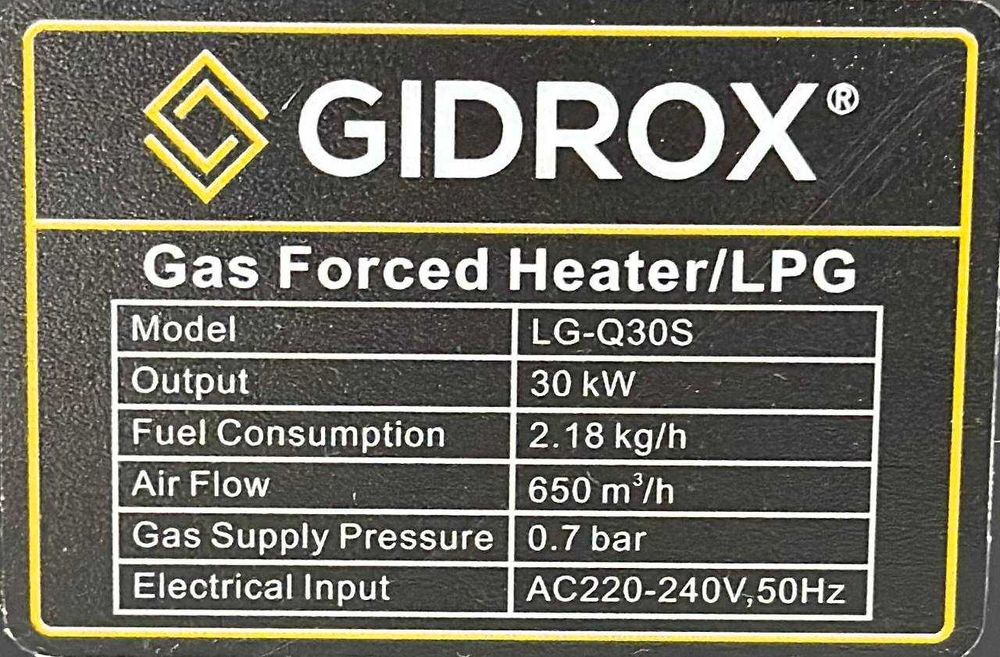 GIDROX®
Gas Forced Heater/LPG
Model LG-Q30S
Output 30 kW
Fuel Consumption 2.18 kg/h
Air Flow 650 m³/h
Gas Supply Pressure 0.7 bar
Electrical Input AC220-240V,50Hz